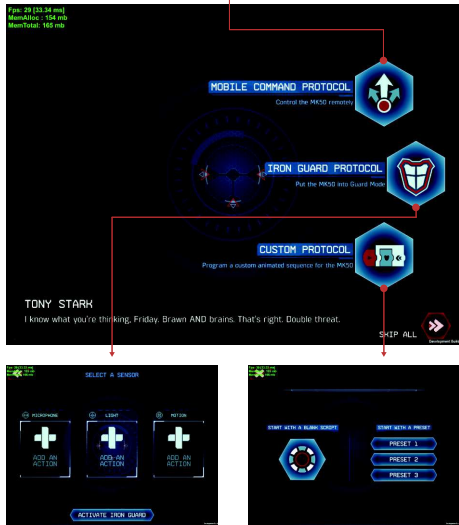 Fps: 29 [33.34 ms]
MemAlloc : 154 mb
MemTotal: 165 mb
MOBILE COMMAND PROTOCOL
Control the MK50 remotely
IRON GUARD PROTOCOL
Put the MK50 into Guard Mode
CUSTOM PROTOCOL
Program a custom animated sequence for the MK50
TONY STARK
I know what you're thinking, Friday. Brawn AND brains. That's right. Double threat.
SKIP ALL
Development Build
SELECT A SENSOR
MICROPHONE
LIGHT
MOTION
ADD AN
ACTION
ADD AN
ACTION
ADD AN
ACTION
ACTIVATE IRON GUARD
START WITH A BLANK SCRIPT
START WITH A PRESET
PRESET 1
PRESET 2
PRESET 3